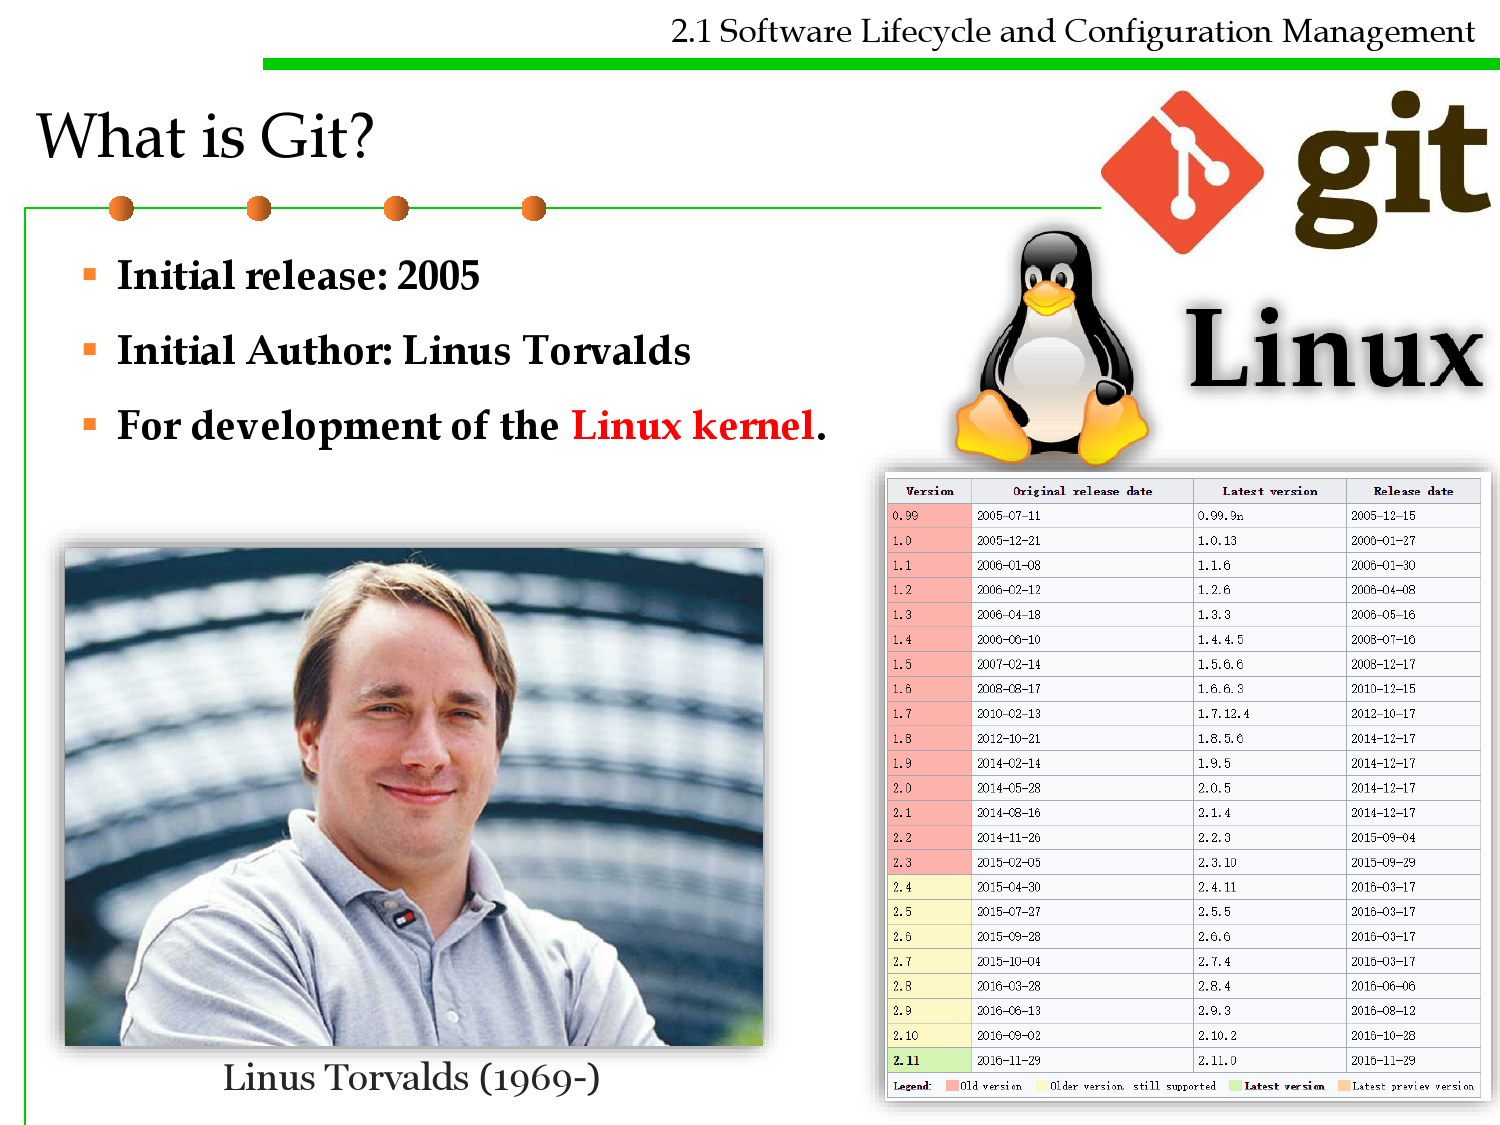 2.1 Software Lifecycle and Configuration Management
What is Git?
git
Initial release: 2005
Initial Author: Linus Torvalds
For development of the Linux kernel.
Linux
Version Original release date Latest version Release date
0.99 2005-07-11 0.99.9n 2005-12-15
1.0 2005-12-21 1.0.13 2006-01-27
1.1 2006-01-08 1.1.6 2006-01-30
1.2 2006-02-12 1.2.6 2006-04-08
1.3 2006-04-18 1.3.3 2006-05-16
1.4 2006-06-10 1.4.4.5 2008-07-16
1.5 2007-02-14 1.5.6.6 2008-12-17
1.6 2008-08-17 1.6.6.3 2010-12-15
1.7 2010-02-13 1.7.12.4 2012-10-17
1.8 2012-10-21 1.8.5.6 2014-12-17
1.9 2014-02-14 1.9.5 2014-12-17
2.0 2014-05-28 2.0.5 2014-12-17
2.1 2014-08-16 2.1.4 2014-12-17
2.2 2014-11-26 2.2.3 2015-09-04
2.3 2015-02-05 2.3.10 2015-09-29
2.4 2015-04-30 2.4.11 2016-03-17
2.5 2015-07-27 2.5.5 2016-03-17
2.6 2015-09-28 2.6.6 2016-03-17
2.7 2015-10-04 2.7.4 2016-03-17
2.8 2016-03-28 2.8.4 2016-06-06
2.9 2016-06-13 2.9.3 2016-08-12
2.10 2016-09-02 2.10.2 2016-10-28
2.11 2016-11-29 2.11.0 2016-11-29
Legend: Old version Older version, still supported Latest version Latest preview version
Linus Torvalds (1969-)